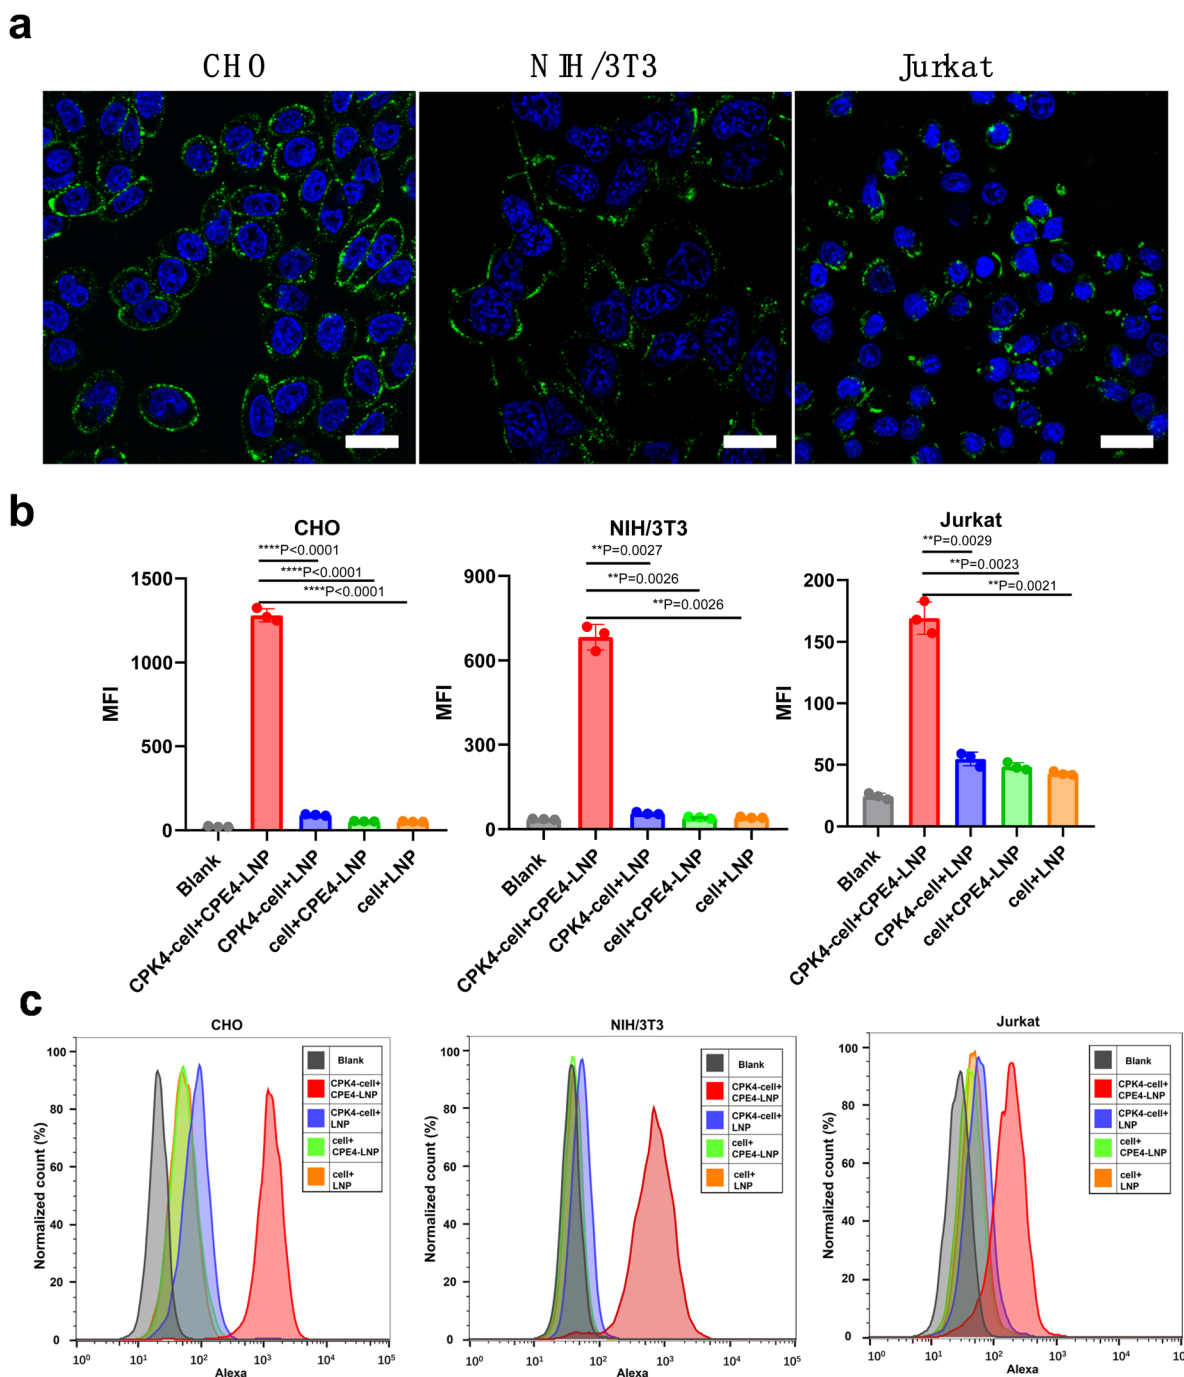 a
CHO
NIH/3T3
Jurkat
b
CHO
****P<0.0001
****P<0.0001
****P<0.0001
1500
1000
500
0
MFI
Blank
CPK4-cell+CPE4-LNP
CPK4-cell+LNP
cell+CPE4-LNP
cell+LNP
NIH/3T3
**P=0.0027
**P=0.0026
**P=0.0026
900
600
300
0
MFI
Blank
CPK4-cell+CPE4-LNP
CPK4-cell+LNP
cell+CPE4-LNP
cell+LNP
Jurkat
**P=0.0029
**P=0.0023
**P=0.0021
200
150
100
50
0
MFI
Blank
CPK4-cell+CPE4-LNP
CPK4-cell+LNP
cell+CPE4-LNP
cell+LNP
c
CHO
100
80
60
40
20
0
Normalized count (%)
Blank
CPK4-cell+
CPE4-LNP
CPK4-cell+
LNP
cell+
CPE4-LNP
cell+
LNP
10⁰ 10¹ 10² 10³ 10⁴ 10⁵
Alexa
NIH/3T3
100
80
60
40
20
0
Normalized count (%)
Blank
CPK4-cell+
CPE4-LNP
CPK4-cell+
LNP
cell+
CPE4-LNP
cell+
LNP
10⁰ 10¹ 10² 10³ 10⁴ 10⁵
Alexa
Jurkat
100
80
60
40
20
0
Normalized count (%)
Blank
CPK4-cell+
CPE4-LNP
CPK4-cell+
LNP
cell+
CPE4-LNP
cell+
LNP
10⁰ 10¹ 10² 10³ 10⁴
Alexa